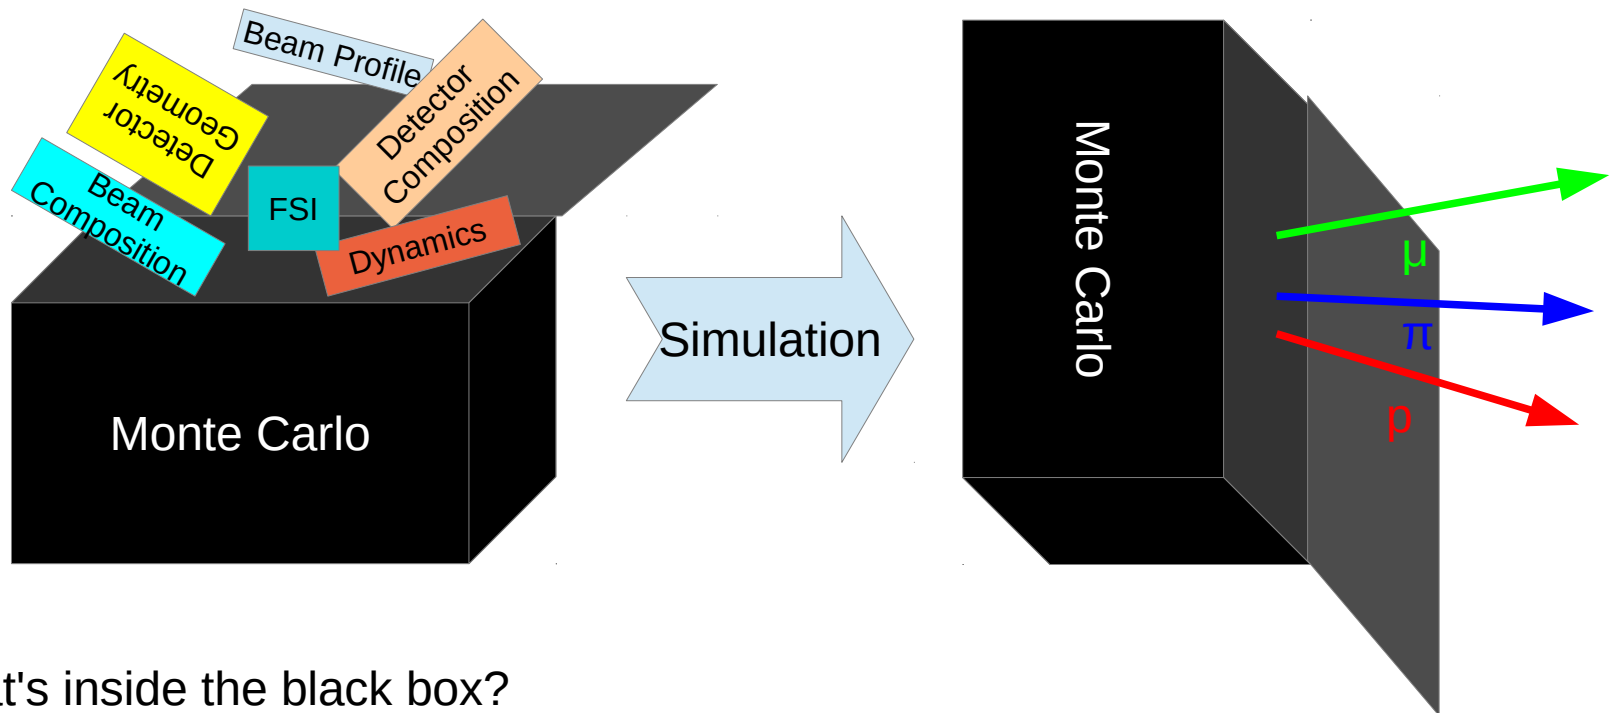 Beam Profile
Detector
Geometry
Detector
Composition
Beam
Composition
FSI
Dynamics
Monte Carlo
Simulation
Monte Carlo
μ
π
p
t's inside the black box?